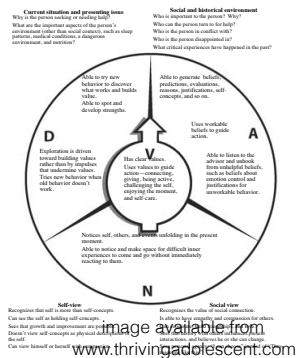 Current situation and presenting issue
Why is the person seeking or needing help?
What are the important aspects of the person's
environment (other than social context), such as sleep
patterns, medical conditions, a dangerous
environment, and nutrition?
Social and historical environment
Who is important to the person? Why?
Who can the person turn to for help?
Who is the person in conflict with?
Who is the person disappointed in?
What critical experiences have happened in the past?
Able to try new
behavior to discover
what works and builds
value.
Able to spot and
develop strengths.
Able to generate beliefs,
predictions, evaluations,
reasons, justifications, self-
concepts, and so on.
Uses workable
beliefs to guide
action.
D
A
V
Exploration is driven
toward building values
rather than by impulses
that undermine values.
Tries new behavior when
old behavior doesn't
work.
Has clear values.
Uses values to guide
action—connecting,
giving, being active,
challenging the self,
enjoying the moment,
and self-care.
Able to listen to the
advisor and unhook
from unhelpful beliefs,
such as beliefs about
emotion control and
justifications for
unworkable behavior.
Notices self, others, and events unfolding in the present
moment.
Able to notice and make space for difficult inner
experiences to come and go without immediately
reacting to them.
N
Self-view
Recognizes that self is more than self-concepts.
Can see the self as holding self-concepts.
Sees that growth and improvement are
Doesn't view self-concepts as physical
the self.
Can view himself or herself with
Social view
Recognizes the value of social connection.
Is able to have empathy and compassion for others.
interactions, and believes he or she can change.
image available from
www.thrivingadolescent.com